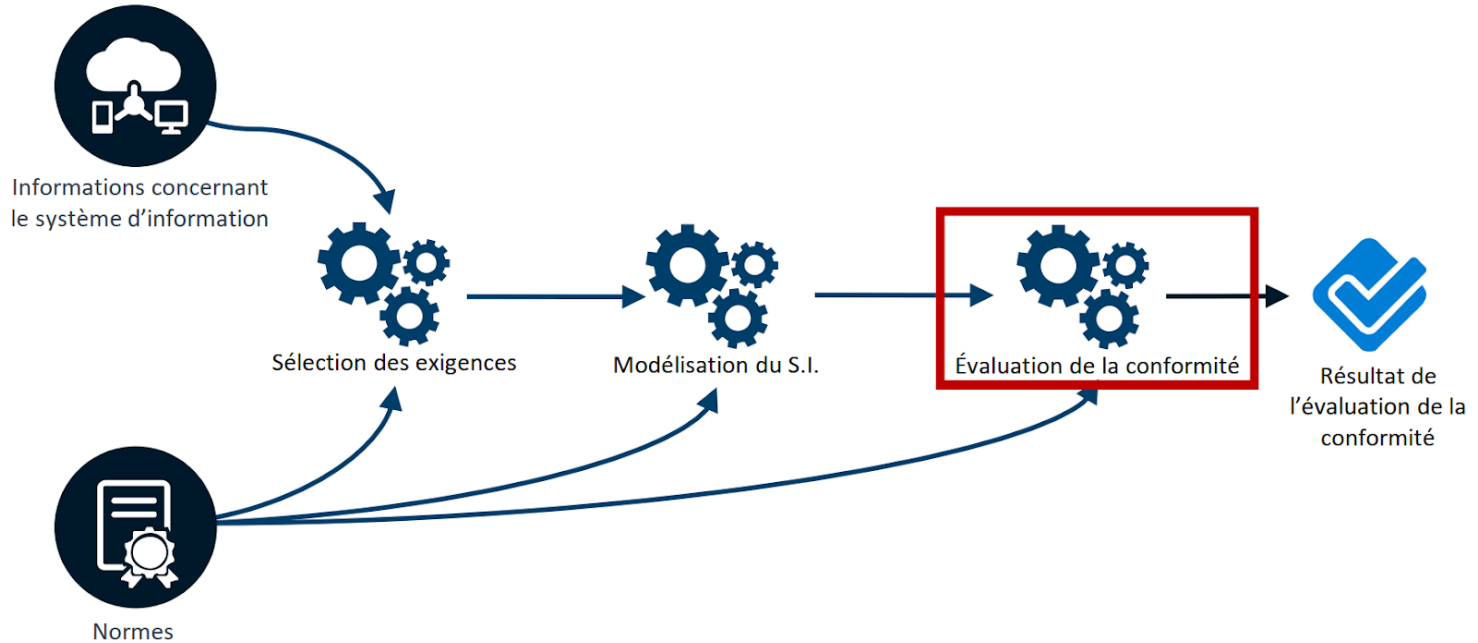 Informations concernant
le système d’information
Sélection des exigences
Modélisation du S.I.
Évaluation de la conformité
Résultat de
l’évaluation de la
conformité
Normes